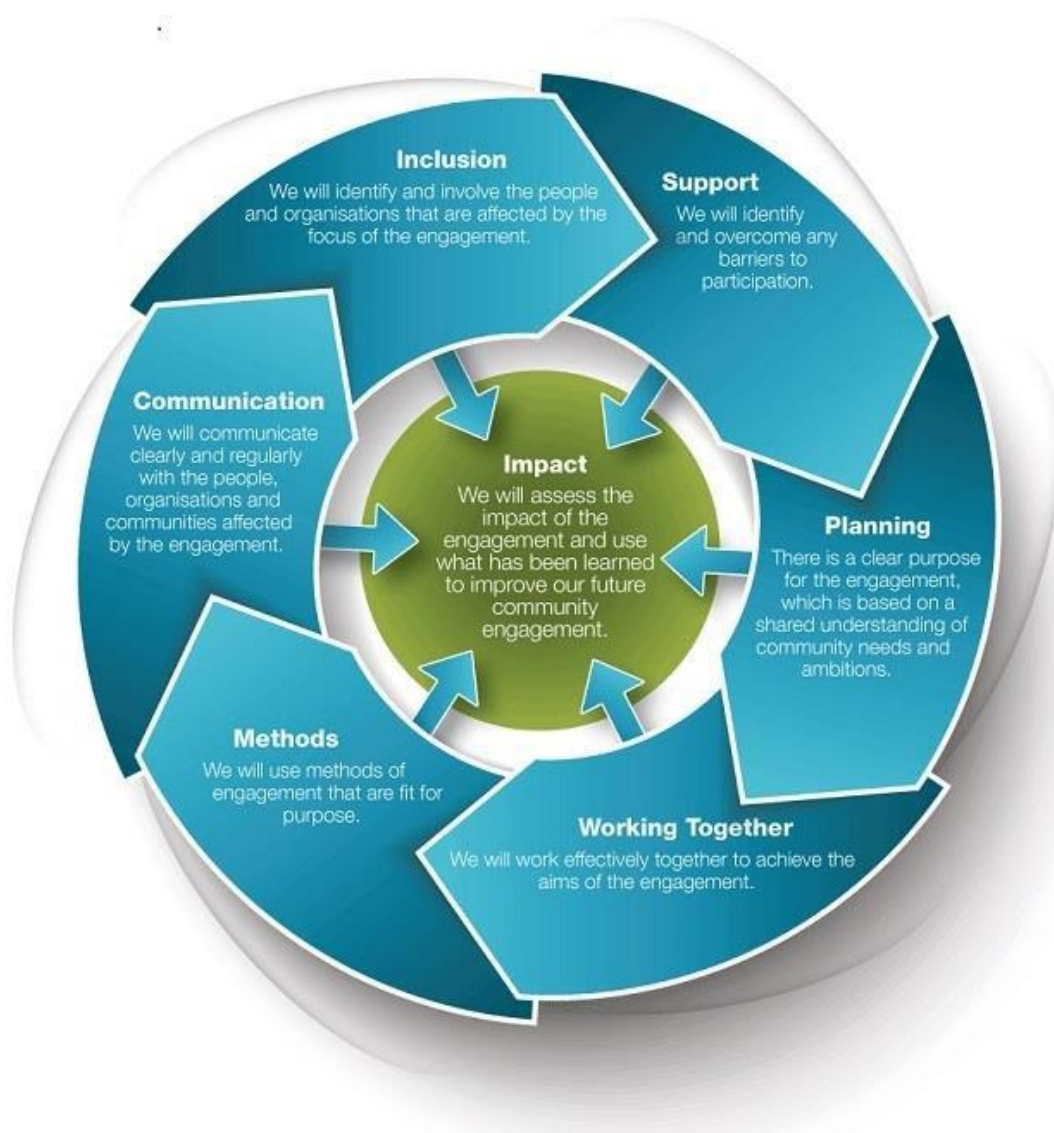 Inclusion
We will identify and involve the people
and organisations that are affected by the
focus of the engagement.
Support
We will identify
and overcome any
barriers to
participation.
Planning
There is a clear purpose
for the engagement,
which is based on a
shared understanding of
community needs and
ambitions.
Working Together
We will work effectively together to achieve the
aims of the engagement.
Methods
We will use methods of
engagement that are fit for
purpose.
Communication
We will communicate
clearly and regularly
with the people,
organisations and
communities affected
by the engagement.
Impact
We will assess the
impact of the
engagement and use
what has been learned
to improve our future
community
engagement.